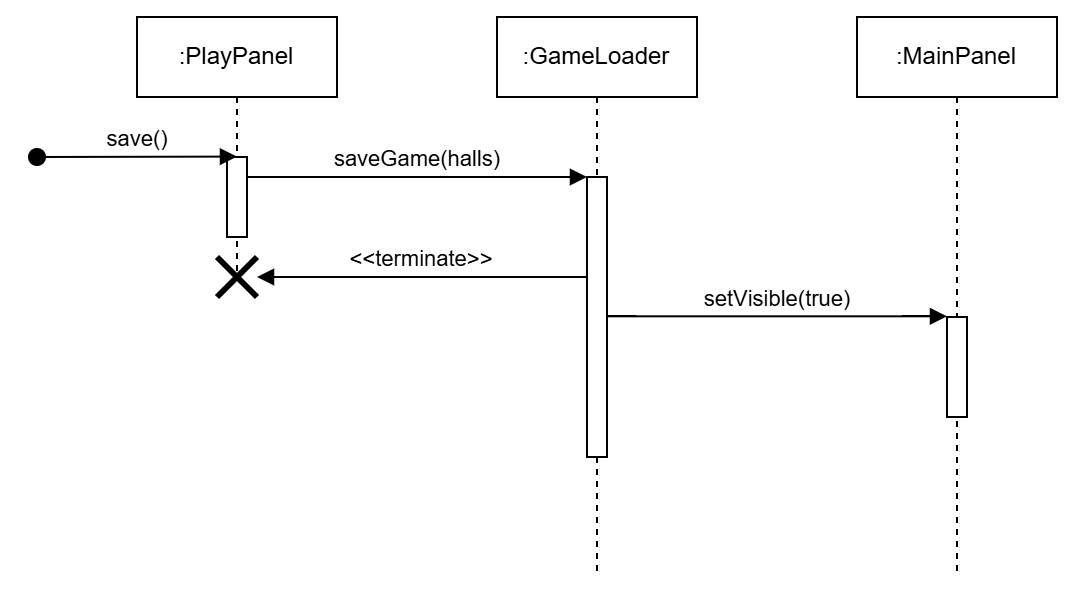 :PlayPanel
:GameLoader
:MainPanel
save()
saveGame(halls)
<<terminate>>
setVisible(true)